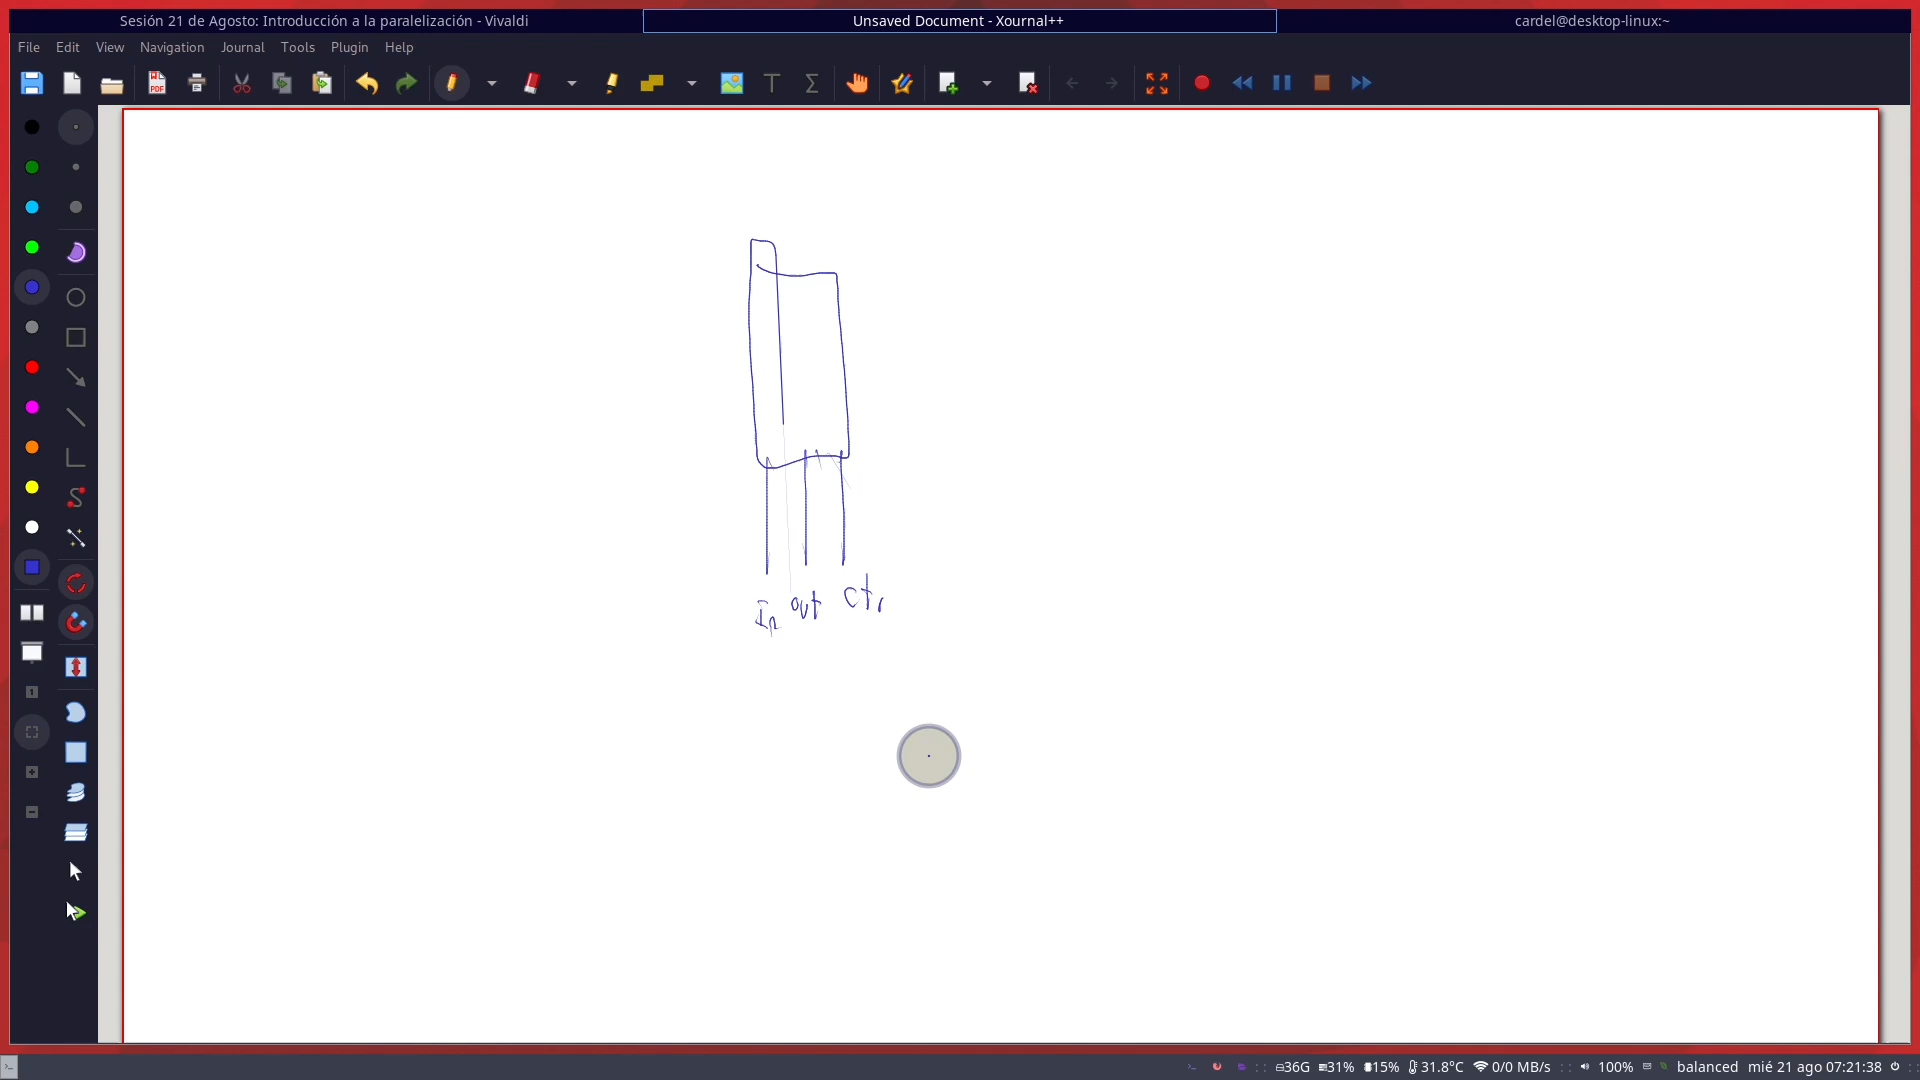 Sesión 21 de Agosto: Introducción a la paralelización - Vivaldi
Unsaved Document - Xournal++
cardel@desktop-linux:~
File Edit View Navigation Journal Tools Plugin Help
In out ctr
36G 31% 15% 31.8°C 0/0 MB/s 100% balanced mié 21 ago 07:21:38